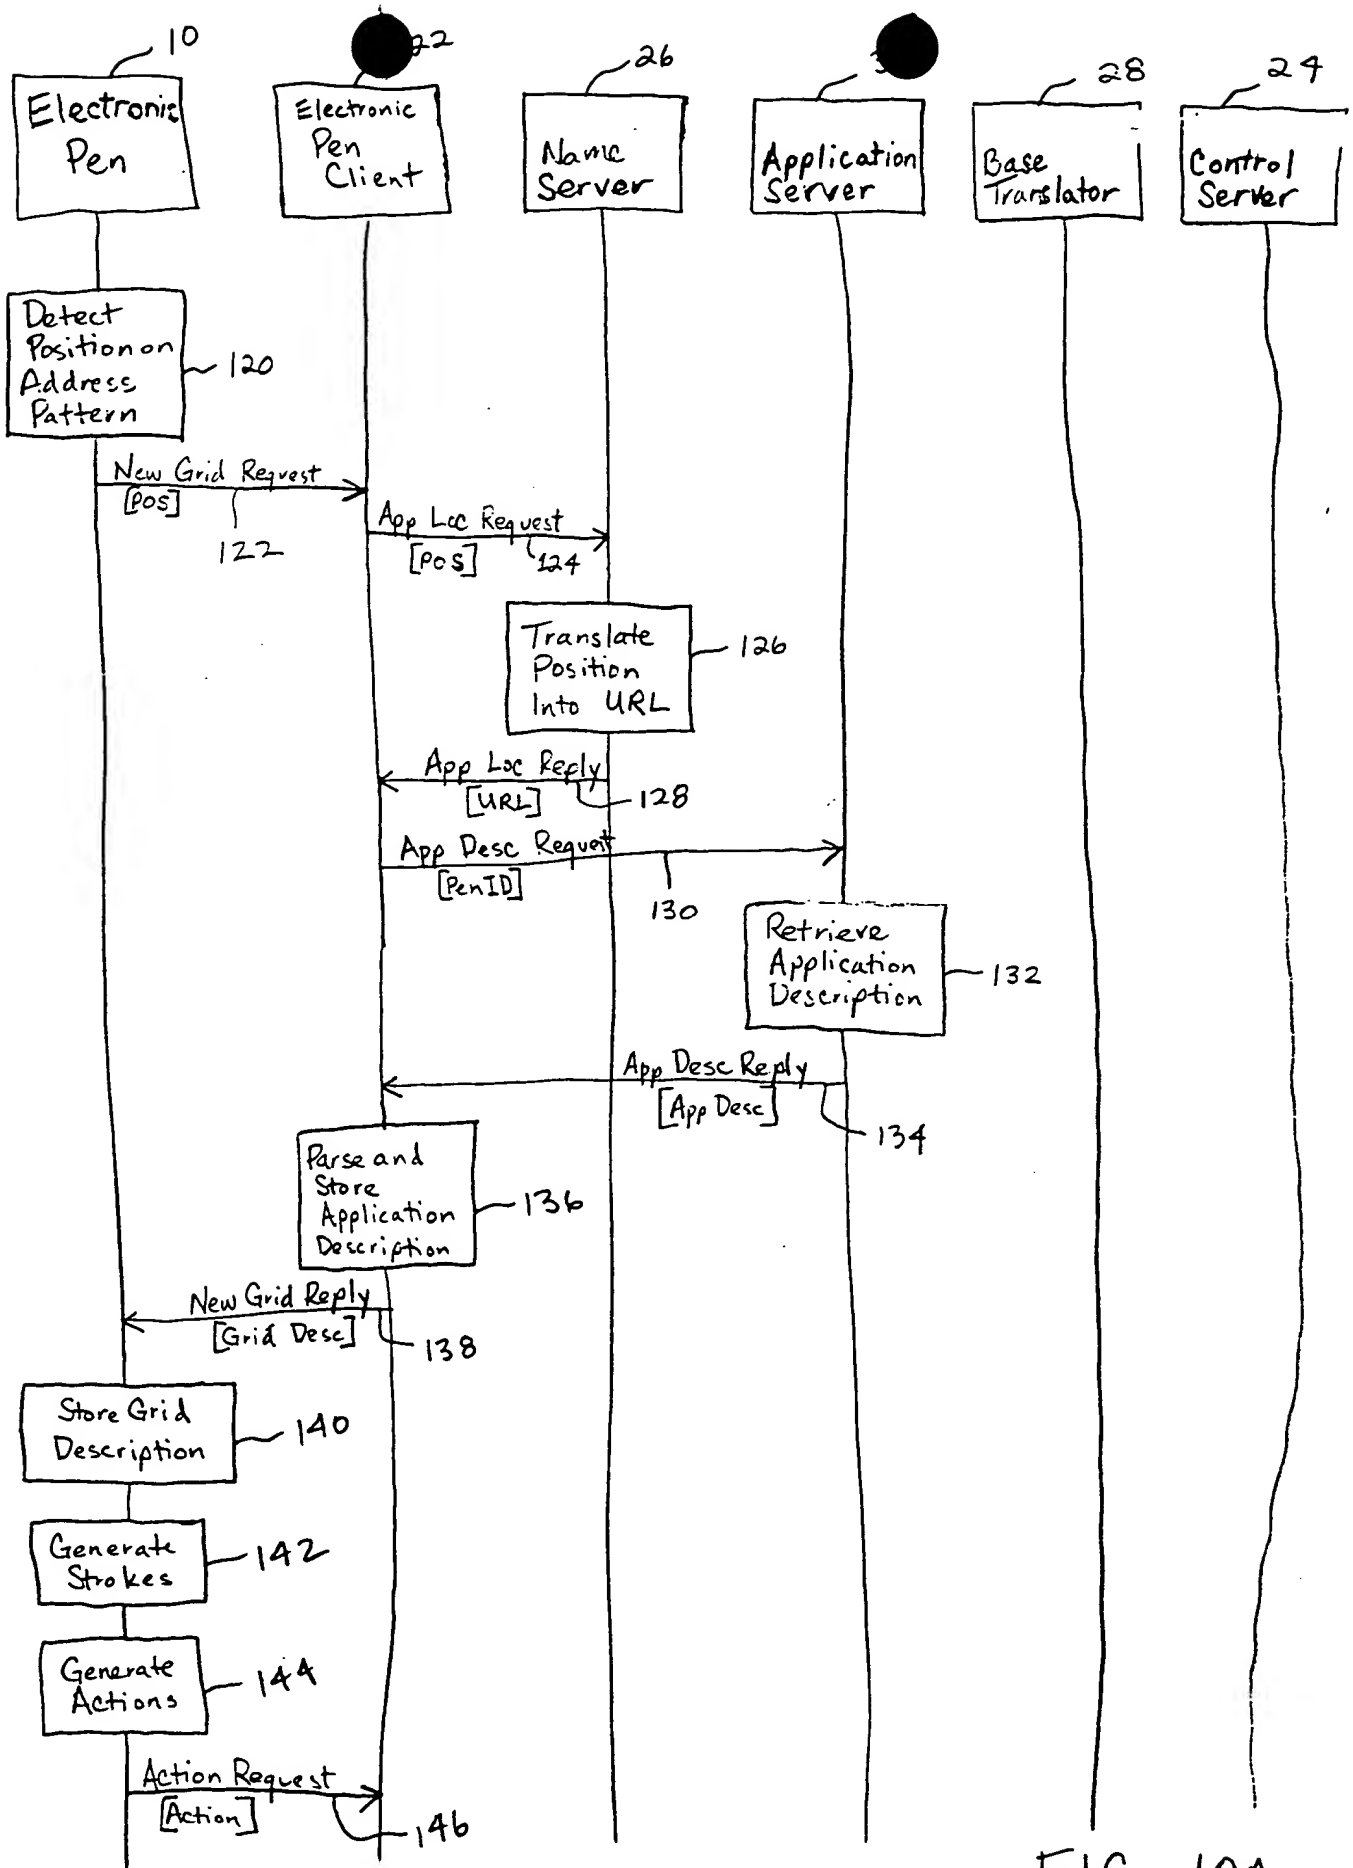 10
22
26
28
24
Electronic
Pen
Electronic
Pen
Client
Name
Server
Application
Server
Base
Translator
Control
Server
Detect
Position on
Address
Pattern
120
New Grid Request
[POS]
122
App Loc Request
[POS]
124
Translate
Position
Into URL
126
App Loc Reply
[URL]
128
App Desc Request
[PenID]
130
Retrieve
Application
Description
132
App Desc Reply
[App Desc]
134
Parse and
Store
Application
Description
136
New Grid Reply
[Grid Desc]
138
Store Grid
Description
140
Generate
Strokes
142
Generate
Actions
144
Action Request
[Action]
146
FIG. 10A